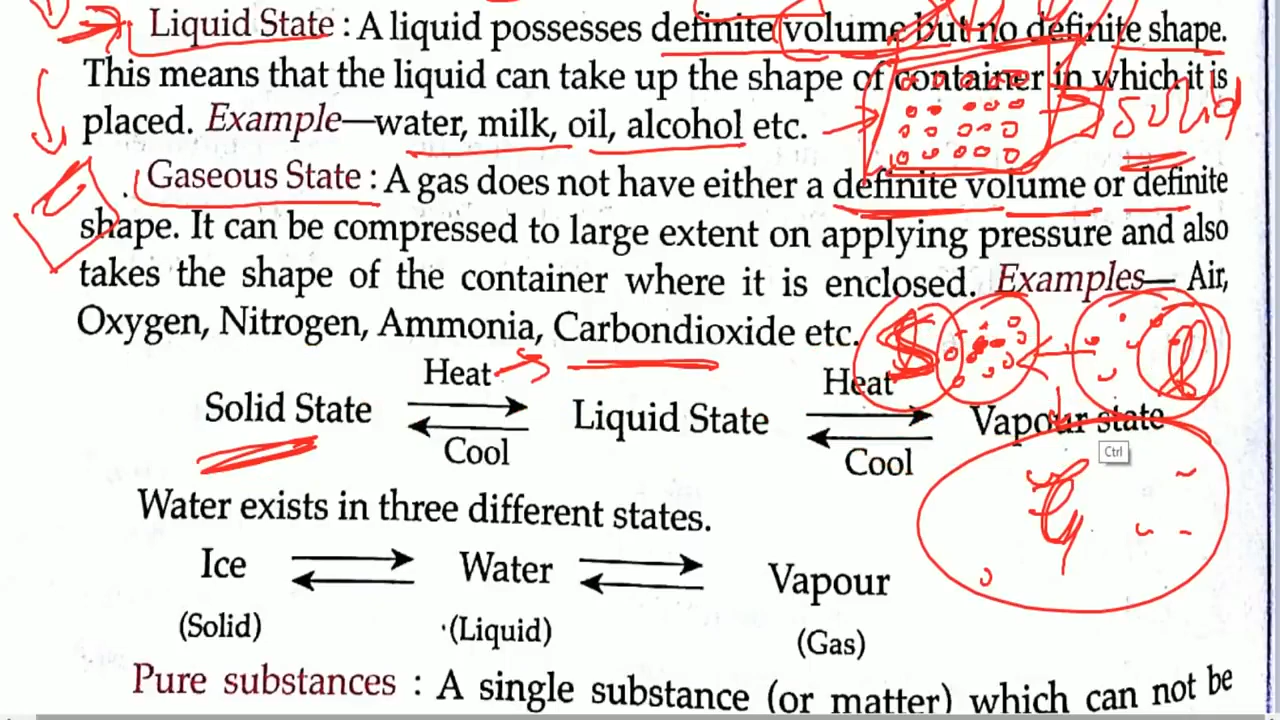 Liquid State : A liquid possesses definite volume but no definite shape.
This means that the liquid can take up the shape of container in which it is
placed. Example—water, milk, oil, alcohol etc.
Solid
Gaseous State : A gas does not have either a definite volume or definite
shape. It can be compressed to large extent on applying pressure and also
takes the shape of the container where it is enclosed. Examples— Air,
Oxygen, Nitrogen, Ammonia, Carbondioxide etc.
S
Heat Heat
Solid State Liquid State Vapour state
Cool Cool
Ctrl
G
Water exists in three different states.
Ice Water Vapour
(Solid) (Liquid) (Gas)
Pure substances : A single substance (or matter) which can not be